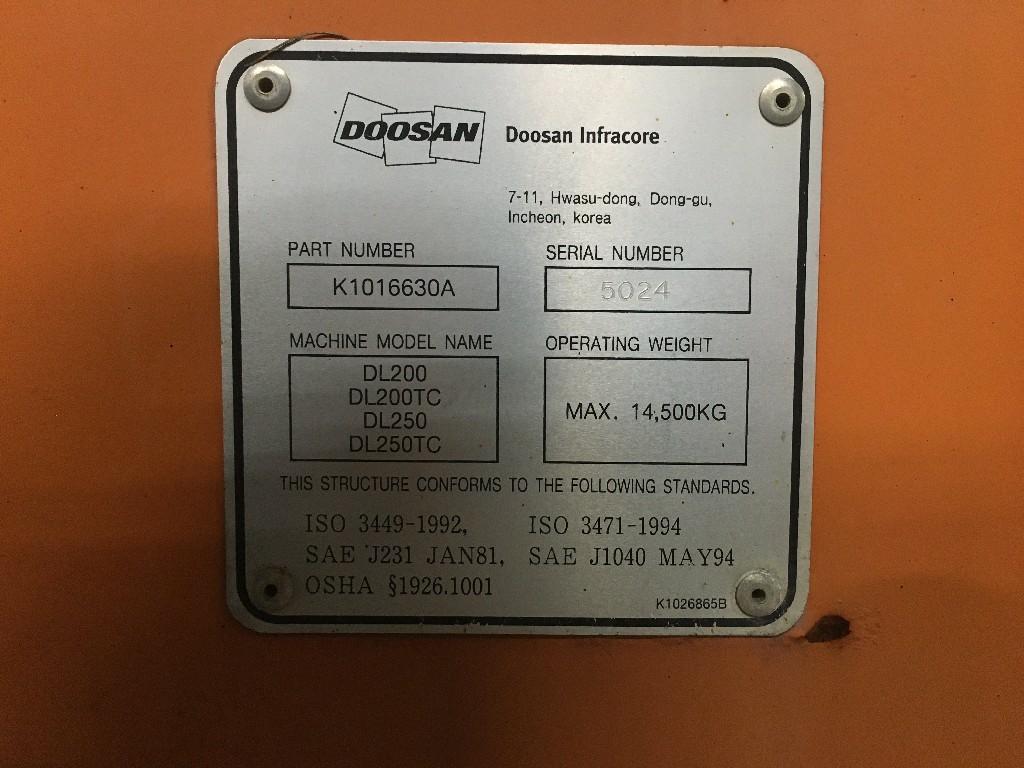 DOOSAN Doosan Infracore
7-11, Hwasu-dong, Dong-gu,
Incheon, korea
PART NUMBER
K1016630A
SERIAL NUMBER
5024
MACHINE MODEL NAME
DL200
DL200TC
DL250
DL250TC
OPERATING WEIGHT
MAX. 14,500KG
THIS STRUCTURE CONFORMS TO THE FOLLOWING STANDARDS.
ISO 3449-1992, ISO 3471-1994
SAE J231 JAN81, SAE J1040 MAY94
OSHA §1926.1001
K1026865B